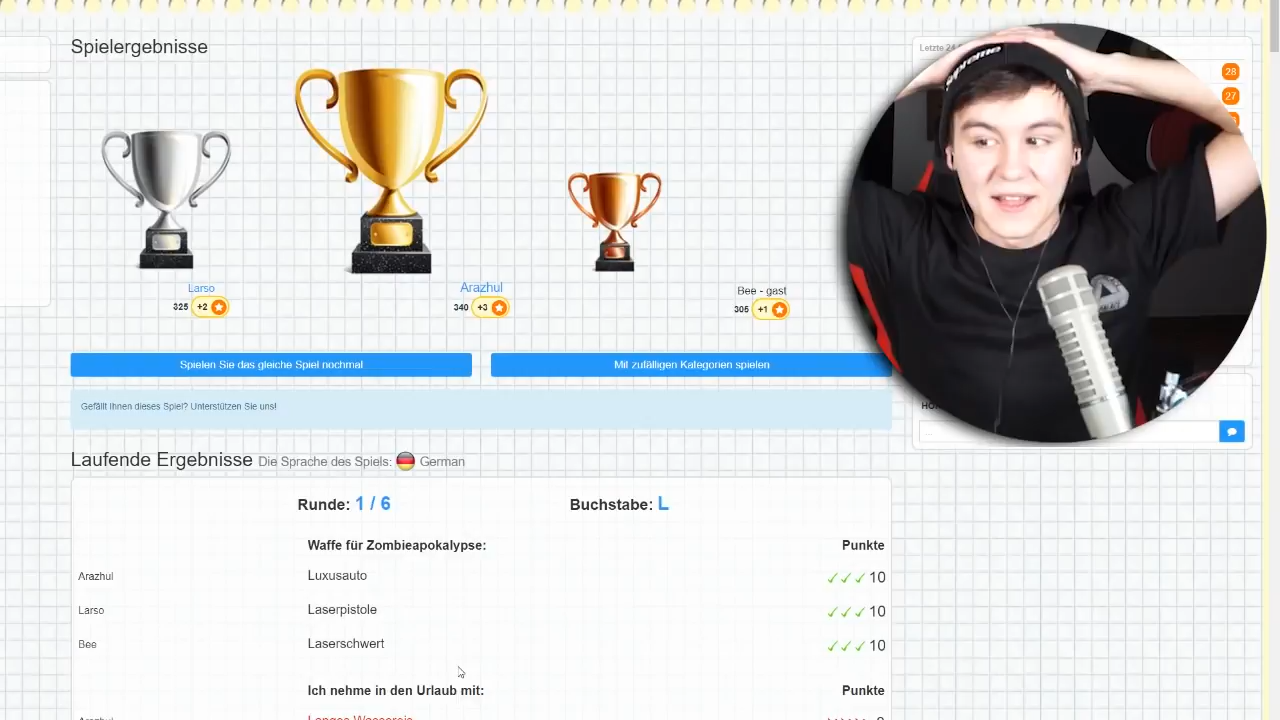 Spielergebnisse
Letzte 24
28
27
Supreme
Larso
325 +2
Arazhul
340 +3
Bee - gast
305 +1
Spielen Sie das gleiche Spiel nochmal
Mit zufälligen Kategorien spielen
Gefällt Ihnen dieses Spiel? Unterstützen Sie uns!
Laufende Ergebnisse Die Sprache des Spiels: German
Runde: 1 / 6
Buchstabe: L
Waffe für Zombieapokalypse:
Punkte
Arazhul
Luxusauto
10
Larso
Laserpistole
10
Bee
Laserschwert
10
Ich nehme in den Urlaub mit:
Punkte